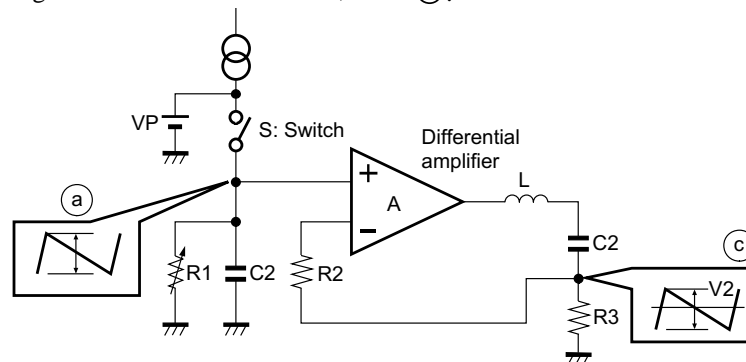 VP
S: Switch
Differential
amplifier
L
a
+
A
−
C2
c
R1
C2
R2
V2
R3